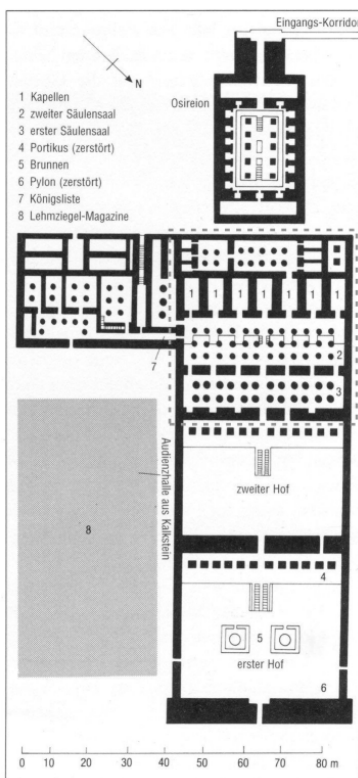 Eingangs-Korridor
N
Osireion
1 Kapellen
2 zweiter Säulensaal
3 erster Säulensaal
4 Portikus (zerstört)
5 Brunnen
6 Pylon (zerstört)
7 Königsliste
8 Lehmziegel-Magazine
1 1 1 1 1 1 1
2
7
3
Audienzhalle aus Kalkstein
zweiter Hof
8
4
5
erster Hof
6
0 10 20 30 40 50 60 70 80 m